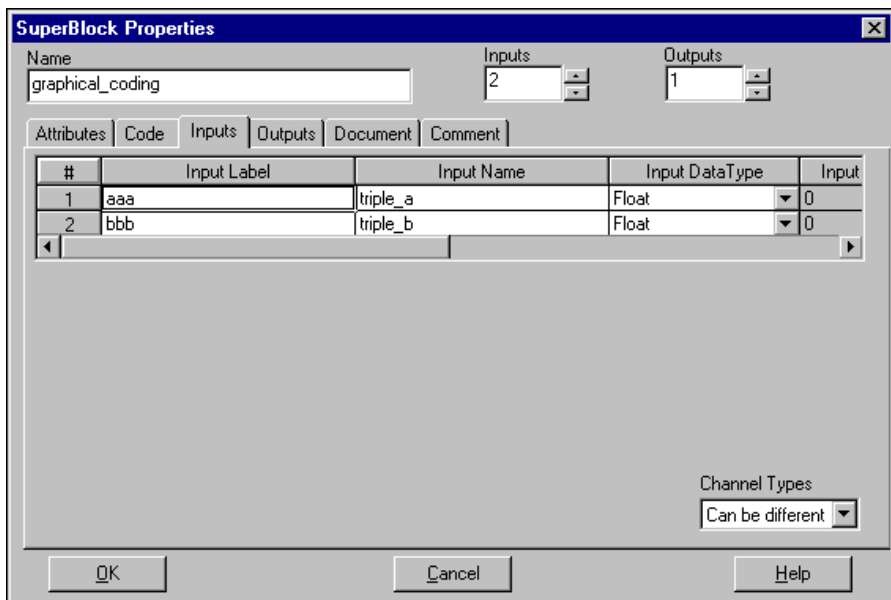 SuperBlock Properties
Name Inputs Outputs
graphical_coding 2 1
Attributes Code Inputs Outputs Document Comment
# Input Label Input Name Input DataType Input
1 aaa triple_a Float 0
2 bbb triple_b Float 0
Channel Types
Can be different
OK Cancel Help